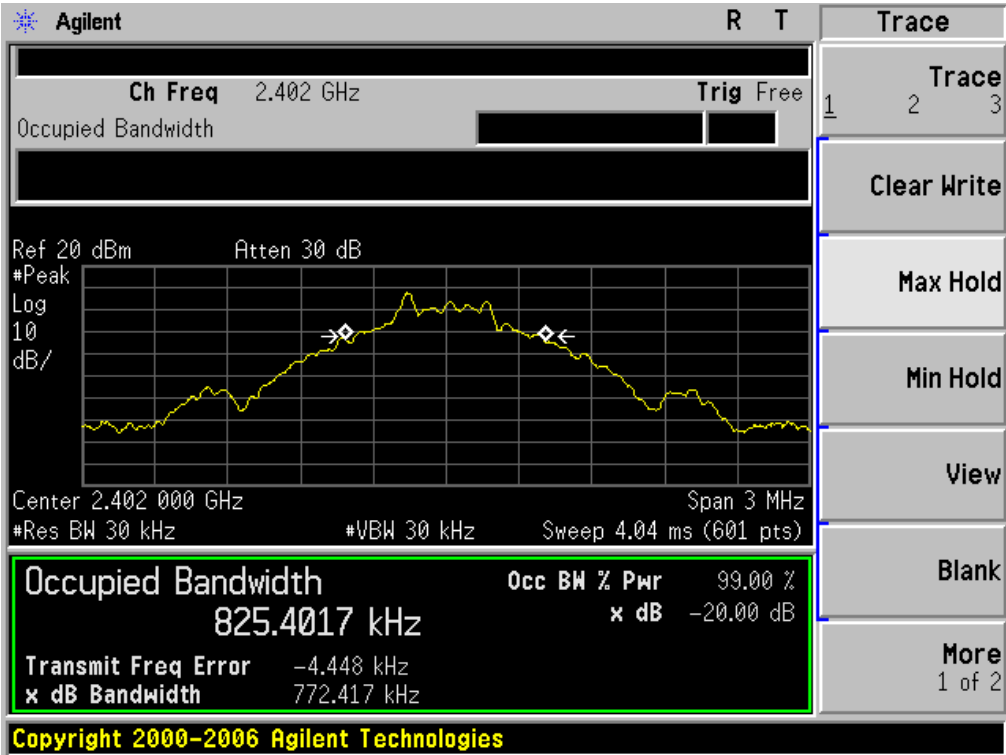 Agilent R T
Trace
Ch Freq 2.402 GHz Trig Free
Occupied Bandwidth
Ref 20 dBm Atten 30 dB
#Peak
Log
10
dB/
Center 2.402 000 GHz Span 3 MHz
#Res BW 30 kHz #VBW 30 kHz Sweep 4.04 ms (601 pts)
Occupied Bandwidth
825.4017 kHz
Occ BW % Pwr 99.00 %
x dB -20.00 dB
Transmit Freq Error -4.448 kHz
x dB Bandwidth 772.417 kHz
Copyright 2000-2006 Agilent Technologies
Trace
1 2 3
Clear Write
Max Hold
Min Hold
View
Blank
More
1 of 2